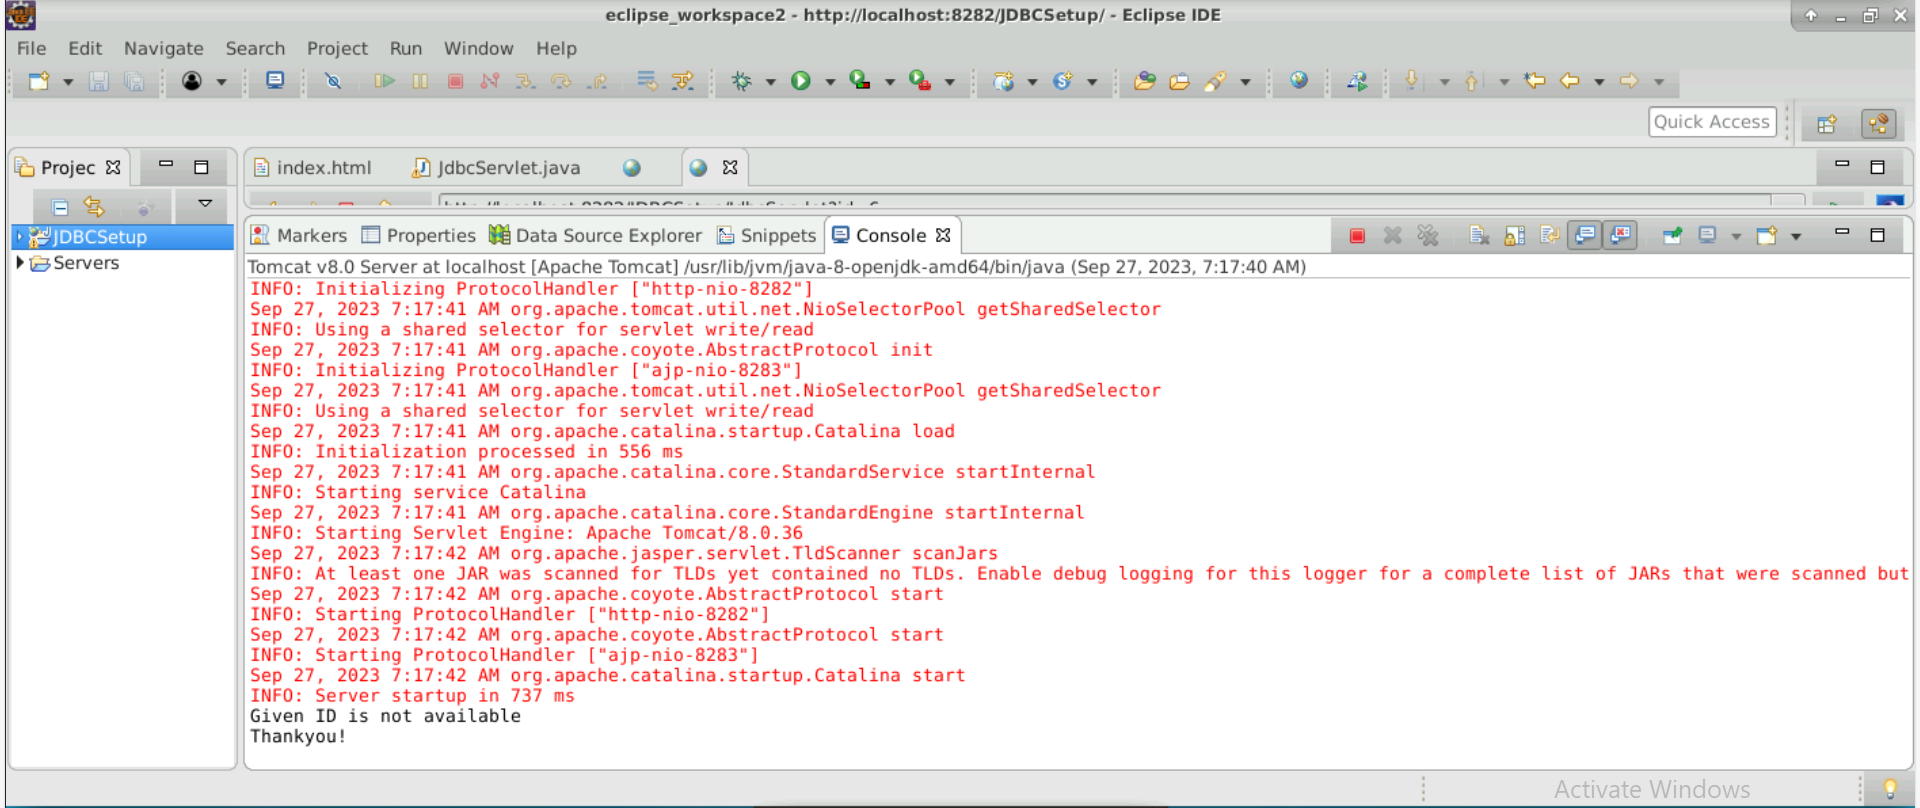 eclipse_workspace2 - http://localhost:8282/JDBCSetup/ - Eclipse IDE
File Edit Navigate Search Project Run Window Help
Quick Access
Projec
index.html JdbcServlet.java
JDBCSetup
Servers
Markers Properties Data Source Explorer Snippets Console
Tomcat v8.0 Server at localhost [Apache Tomcat] /usr/lib/jvm/java-8-openjdk-amd64/bin/java (Sep 27, 2023, 7:17:40 AM)
INFO: Initializing ProtocolHandler ["http-nio-8282"]
Sep 27, 2023 7:17:41 AM org.apache.tomcat.util.net.NioSelectorPool getSharedSelector
INFO: Using a shared selector for servlet write/read
Sep 27, 2023 7:17:41 AM org.apache.coyote.AbstractProtocol init
INFO: Initializing ProtocolHandler ["ajp-nio-8283"]
Sep 27, 2023 7:17:41 AM org.apache.tomcat.util.net.NioSelectorPool getSharedSelector
INFO: Using a shared selector for servlet write/read
Sep 27, 2023 7:17:41 AM org.apache.catalina.startup.Catalina load
INFO: Initialization processed in 556 ms
Sep 27, 2023 7:17:41 AM org.apache.catalina.core.StandardService startInternal
INFO: Starting service Catalina
Sep 27, 2023 7:17:41 AM org.apache.catalina.core.StandardEngine startInternal
INFO: Starting Servlet Engine: Apache Tomcat/8.0.36
Sep 27, 2023 7:17:42 AM org.apache.jasper.servlet.TldScanner scanJars
INFO: At least one JAR was scanned for TLDs yet contained no TLDs. Enable debug logging for this logger for a complete list of JARs that were scanned but
Sep 27, 2023 7:17:42 AM org.apache.coyote.AbstractProtocol start
INFO: Starting ProtocolHandler ["http-nio-8282"]
Sep 27, 2023 7:17:42 AM org.apache.coyote.AbstractProtocol start
INFO: Starting ProtocolHandler ["ajp-nio-8283"]
Sep 27, 2023 7:17:42 AM org.apache.catalina.startup.Catalina start
INFO: Server startup in 737 ms
Given ID is not available
Thankyou!
Activate Windows